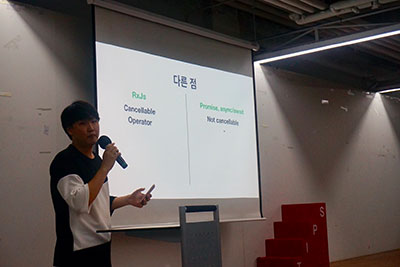 다른 점
RxJs
Cancellable
Operator
Promise, async/await
Not cancellable
-
S
P
T